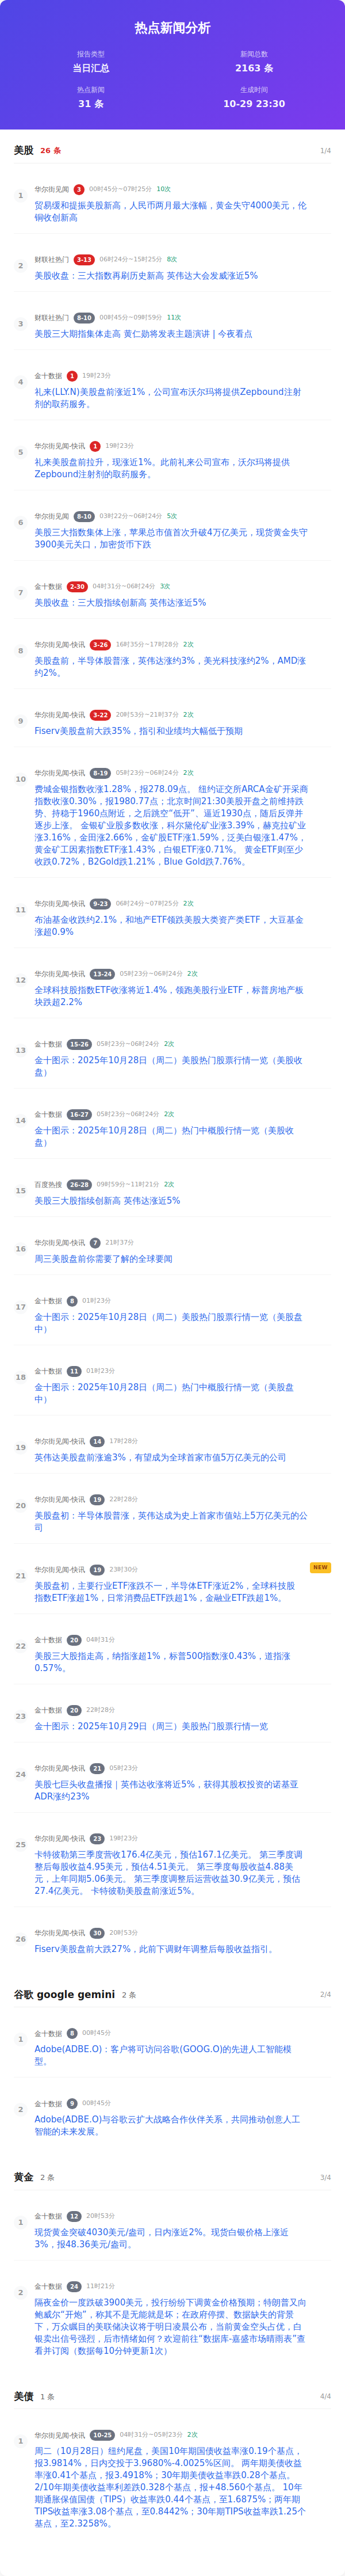 热点新闻分析
报告类型
新闻总数
当日汇总
2163 条
热点新闻
生成时间
31 条
10-29 23:30
美股 26 条 1/4
1 华尔街见闻 3 00时45分~07时25分 10次
贸易缓和提振美股新高，人民币两月最大涨幅，黄金失守4000美元，伦
铜收创新高
2 财联社热门 3-13 06时24分~15时25分 8次
美股收盘：三大指数再刷历史新高 英伟达大会发威涨近5%
3 财联社热门 8-10 00时45分~09时59分 11次
美股三大期指集体走高 黄仁勋将发表主题演讲 | 今夜看点
4 金十数据 1 19时23分
礼来(LLY.N)美股盘前涨近1%，公司宣布沃尔玛将提供Zepbound注射
剂的取药服务。
5 华尔街见闻-快讯 1 19时23分
礼来美股盘前拉升，现涨近1%。此前礼来公司宣布，沃尔玛将提供
Zepbound注射剂的取药服务。
6 华尔街见闻 8-10 03时22分~06时24分 5次
美股三大指数集体上涨，苹果总市值首次升破4万亿美元，现货黄金失守
3900美元关口，加密货币下跌
7 金十数据 2-30 04时31分~06时24分 3次
美股收盘：三大股指续创新高 英伟达涨近5%
8 华尔街见闻-快讯 3-26 16时35分~17时28分 2次
美股盘前，半导体股普涨，英伟达涨约3%，美光科技涨约2%，AMD涨
约2%。
9 华尔街见闻-快讯 3-22 20时53分~21时37分 2次
Fiserv美股盘前大跌35%，指引和业绩均大幅低于预期
10 华尔街见闻-快讯 8-19 05时23分~06时24分 2次
费城金银指数收涨1.28%，报278.09点。 纽约证交所ARCA金矿开采商
指数收涨0.30%，报1980.77点；北京时间21:30美股开盘之前维持跌
势、持稳于1960点附近，之后跳空“低开”、逼近1930点，随后反弹并
逐步上涨。 金银矿业股多数收涨，科尔黛伦矿业涨3.39%，赫克拉矿业
涨3.16%，金田涨2.66%，金矿股ETF涨1.59%，泛美白银涨1.47%，
黄金矿工因素指数ETF涨1.43%，白银ETF涨0.71%。 黄金ETF则至少
收跌0.72%，B2Gold跌1.21%，Blue Gold跌7.76%。
11 华尔街见闻-快讯 9-23 06时24分~07时25分 2次
布油基金收跌约2.1%，和地产ETF领跌美股大类资产类ETF，大豆基金
涨超0.9%
12 华尔街见闻-快讯 13-24 05时23分~06时24分 2次
全球科技股指数ETF收涨将近1.4%，领跑美股行业ETF，标普房地产板
块跌超2.2%
13 金十数据 15-26 05时23分~06时24分 2次
金十图示：2025年10月28日（周二）美股热门股票行情一览（美股收
盘）
14 金十数据 16-27 05时23分~06时24分 2次
金十图示：2025年10月28日（周二）热门中概股行情一览（美股收
盘）
15 百度热搜 26-28 09时59分~11时21分 2次
美股三大股指续创新高 英伟达涨近5%
16 华尔街见闻-快讯 7 21时37分
周三美股盘前你需要了解的全球要闻
17 金十数据 8 01时23分
金十图示：2025年10月28日（周二）美股热门股票行情一览（美股盘
中）
18 金十数据 11 01时23分
金十图示：2025年10月28日（周二）热门中概股行情一览（美股盘
中）
19 华尔街见闻-快讯 14 17时28分
英伟达美股盘前涨逾3%，有望成为全球首家市值5万亿美元的公司
20 华尔街见闻-快讯 19 22时28分
美股盘初：半导体股普涨，英伟达成为史上首家市值站上5万亿美元的公
司
21 华尔街见闻-快讯 19 23时30分 NEW
美股盘初，主要行业ETF涨跌不一，半导体ETF涨近2%，全球科技股
指数ETF涨超1%，日常消费品ETF跌超1%，金融业ETF跌超1%。
22 金十数据 20 04时31分
美股三大股指走高，纳指涨超1%，标普500指数涨0.43%，道指涨
0.57%。
23 金十数据 20 22时28分
金十图示：2025年10月29日（周三）美股热门股票行情一览
24 华尔街见闻-快讯 21 05时23分
美股七巨头收盘播报｜英伟达收涨将近5%，获得其股权投资的诺基亚
ADR涨约23%
25 华尔街见闻-快讯 23 19时23分
卡特彼勒第三季度营收176.4亿美元，预估167.1亿美元。 第三季度调
整后每股收益4.95美元，预估4.51美元。 第三季度每股收益4.88美
元，上年同期5.06美元。 第三季度调整后运营收益30.9亿美元，预估
27.4亿美元。 卡特彼勒美股盘前涨近5%。
26 华尔街见闻-快讯 30 20时53分
Fiserv美股盘前大跌27%，此前下调财年调整后每股收益指引。
谷歌 google gemini 2 条 2/4
1 金十数据 8 00时45分
Adobe(ADBE.O)：客户将可访问谷歌(GOOG.O)的先进人工智能模
型。
2 金十数据 9 00时45分
Adobe(ADBE.O)与谷歌云扩大战略合作伙伴关系，共同推动创意人工
智能的未来发展。
黄金 2 条 3/4
1 金十数据 12 20时53分
现货黄金突破4030美元/盎司，日内涨近2%。现货白银价格上涨近
3%，报48.36美元/盎司。
2 金十数据 24 11时21分
隔夜金价一度跌破3900美元，投行纷纷下调黄金价格预期；特朗普又向
鲍威尔“开炮”，称其不是无能就是坏；在政府停摆、数据缺失的背景
下，万众瞩目的美联储决议将于明日凌晨公布，当前黄金空头占优，白
银卖出信号强烈，后市情绪如何？欢迎前往“数据库-嘉盛市场晴雨表”查
看并订阅（数据每10分钟更新1次）
美债 1 条 4/4
1 华尔街见闻-快讯 10-25 04时31分~05时23分 2次
周二（10月28日）纽约尾盘，美国10年期国债收益率涨0.19个基点，
报3.9814%，日内交投于3.9680%-4.0025%区间。 两年期美债收益
率涨0.41个基点，报3.4918%；30年期美债收益率跌0.28个基点。
2/10年期美债收益率利差跌0.328个基点，报+48.560个基点。 10年
期通胀保值国债（TIPS）收益率跌0.44个基点，至1.6875%；两年期
TIPS收益率涨3.08个基点，至0.8442%；30年期TIPS收益率跌1.25个
基点，至2.3258%。